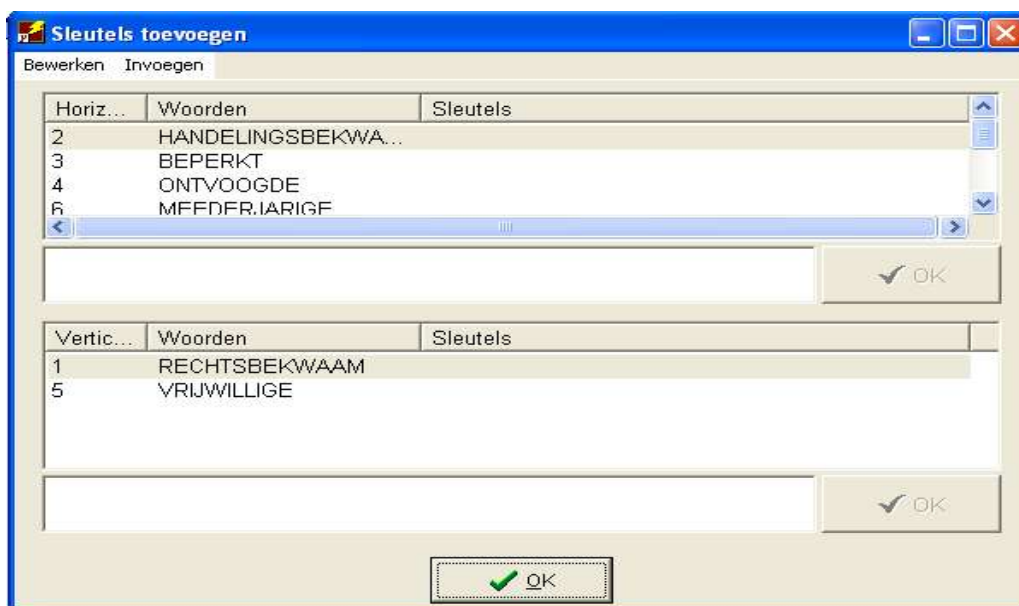 Sleutels toevoegen
Bewerken Invoegen
Horiz... Woorden Sleutels
2 HANDELINGSBEKWA...
3 BEPERKT
4 ONTVOOGDE
6 MEEDERJARIGE
OK
Vertic... Woorden Sleutels
1 RECHTSBEKWAAM
5 VRIJWILLIGE
OK
OK